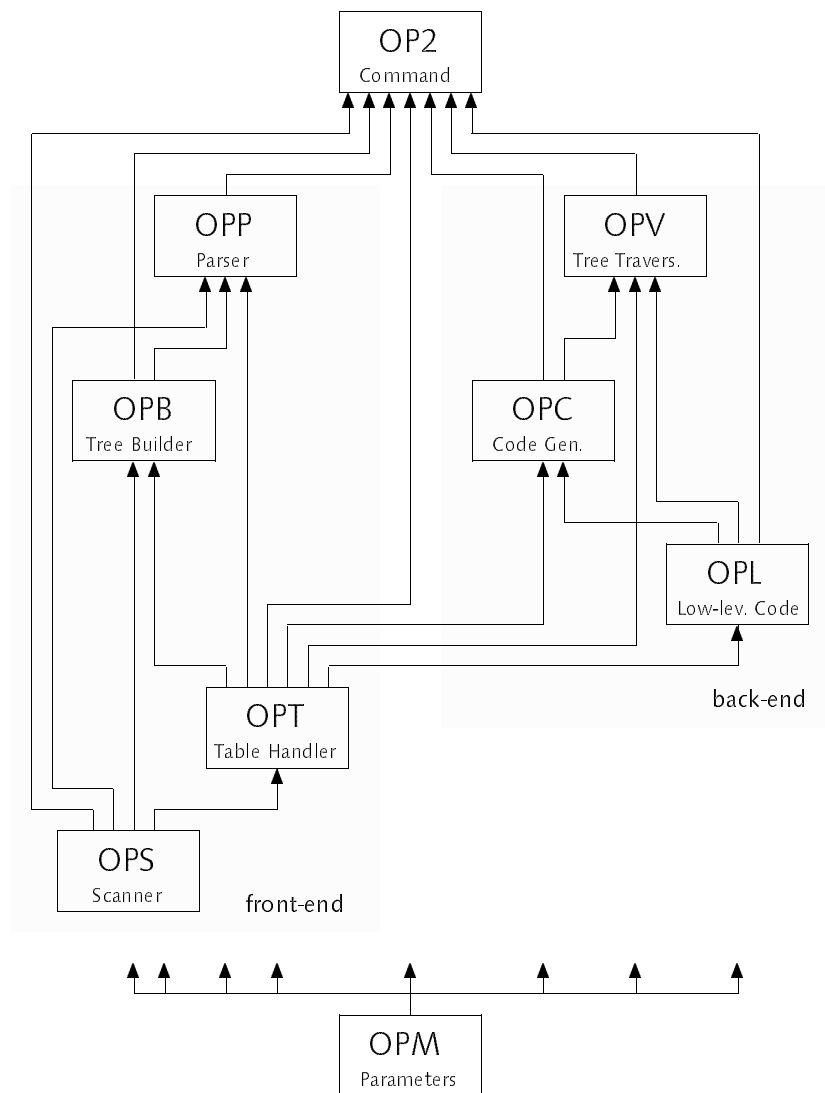 OP2
Command
OPP
Parser
OPV
Tree Travers.
OPB
Tree Builder
OPC
Code Gen.
OPL
Low-lev. Code
back-end
OPT
Table Handler
OPS
Scanner
front-end
OPM
Parameters